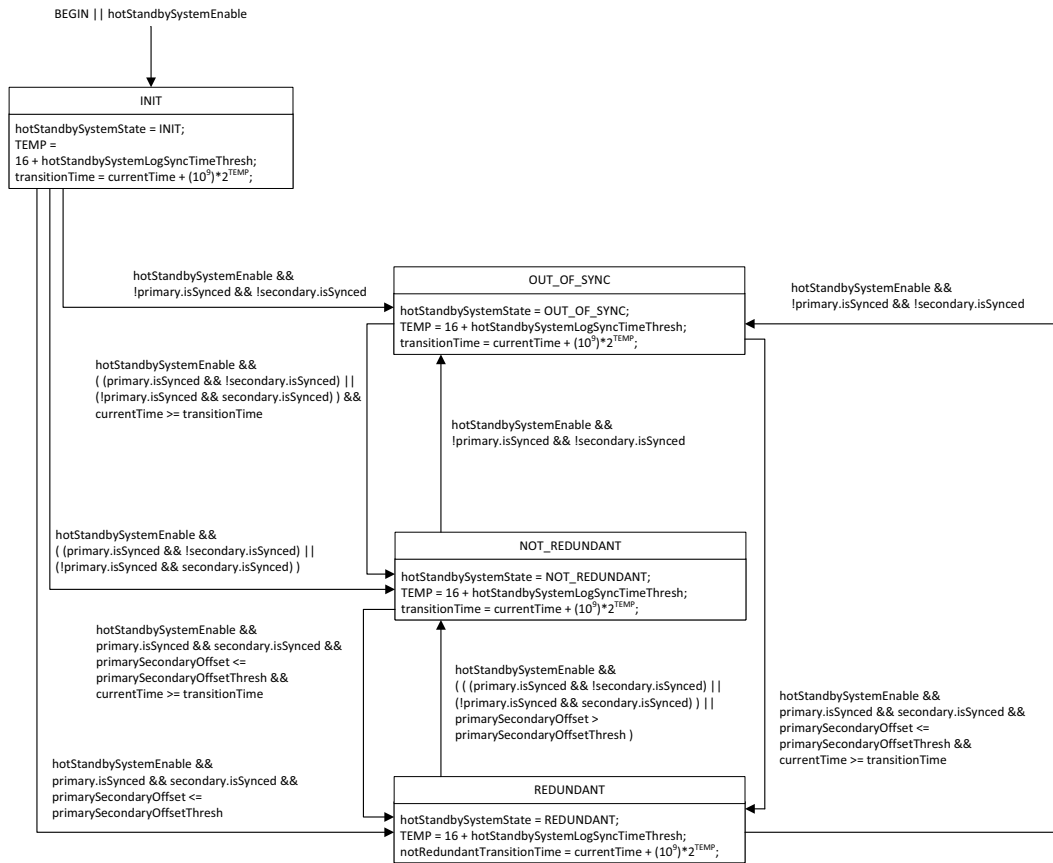 BEGIN || hotStandbySystemEnable
INIT
hotStandbySystemState = INIT;
TEMP =
16 + hotStandbySystemLogSyncTimeThresh;
transitionTime = currentTime + (10^9)*2^TEMP;
hotStandbySystemEnable &&
!primary.isSynced && !secondary.isSynced
OUT_OF_SYNC
hotStandbySystemState = OUT_OF_SYNC;
TEMP = 16 + hotStandbySystemLogSyncTimeThresh;
transitionTime = currentTime + (10^9)*2^TEMP;
hotStandbySystemEnable &&
!primary.isSynced && !secondary.isSynced
hotStandbySystemEnable &&
( (primary.isSynced && !secondary.isSynced) ||
(!primary.isSynced && secondary.isSynced) ) &&
currentTime >= transitionTime
hotStandbySystemEnable &&
!primary.isSynced && !secondary.isSynced
hotStandbySystemEnable &&
( (primary.isSynced && !secondary.isSynced) ||
(!primary.isSynced && secondary.isSynced) )
NOT_REDUNDANT
hotStandbySystemState = NOT_REDUNDANT;
TEMP = 16 + hotStandbySystemLogSyncTimeThresh;
transitionTime = currentTime + (10^9)*2^TEMP;
hotStandbySystemEnable &&
primary.isSynced && secondary.isSynced &&
primarySecondaryOffset <=
primarySecondaryOffsetThresh &&
currentTime >= transitionTime
hotStandbySystemEnable &&
( ( (primary.isSynced && !secondary.isSynced) ||
(!primary.isSynced && secondary.isSynced) ) ||
primarySecondaryOffset >
primarySecondaryOffsetThresh )
hotStandbySystemEnable &&
primary.isSynced && secondary.isSynced &&
primarySecondaryOffset <=
primarySecondaryOffsetThresh &&
currentTime >= transitionTime
hotStandbySystemEnable &&
primary.isSynced && secondary.isSynced &&
primarySecondaryOffset <=
primarySecondaryOffsetThresh
REDUNDANT
hotStandbySystemState = REDUNDANT;
TEMP = 16 + hotStandbySystemLogSyncTimeThresh;
notRedundantTransitionTime = currentTime + (10^9)*2^TEMP;